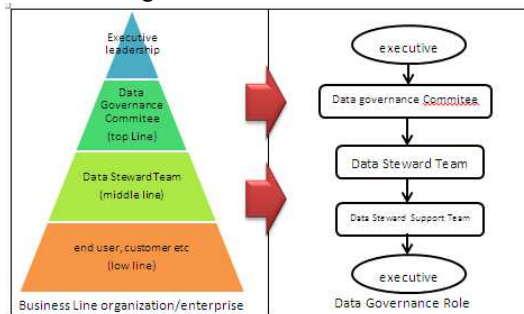 Executive
leadership
Data
Governance
Commitee
(top Line)
Data StewardTeam
(middle line)
end user, customer etc
(low line)
Business Line organization/enterprise
executive
Data governance Commitee
Data Steward Team
Data Steward Support Team
executive
Data Governance Role